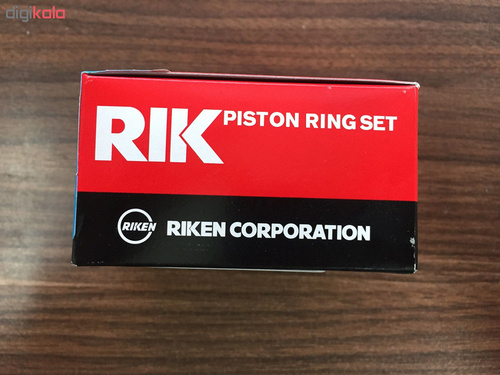 digikala
RIK PISTON RING SET
RIKEN RIKEN CORPORATION